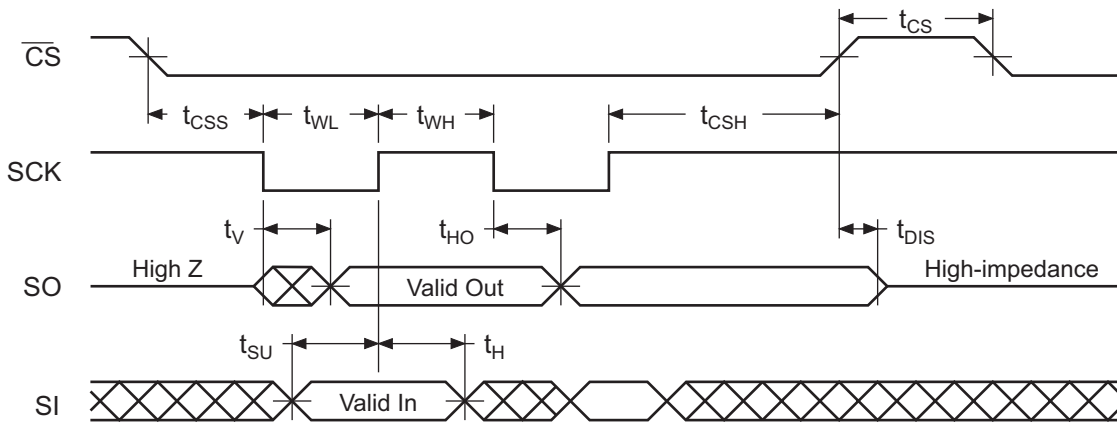 t_CS
C̅S̅
t_CSS t_WL t_WH t_CSH
SCK
t_V t_HO t_DIS
High Z High-impedance
SO Valid Out
t_SU t_H
SI Valid In